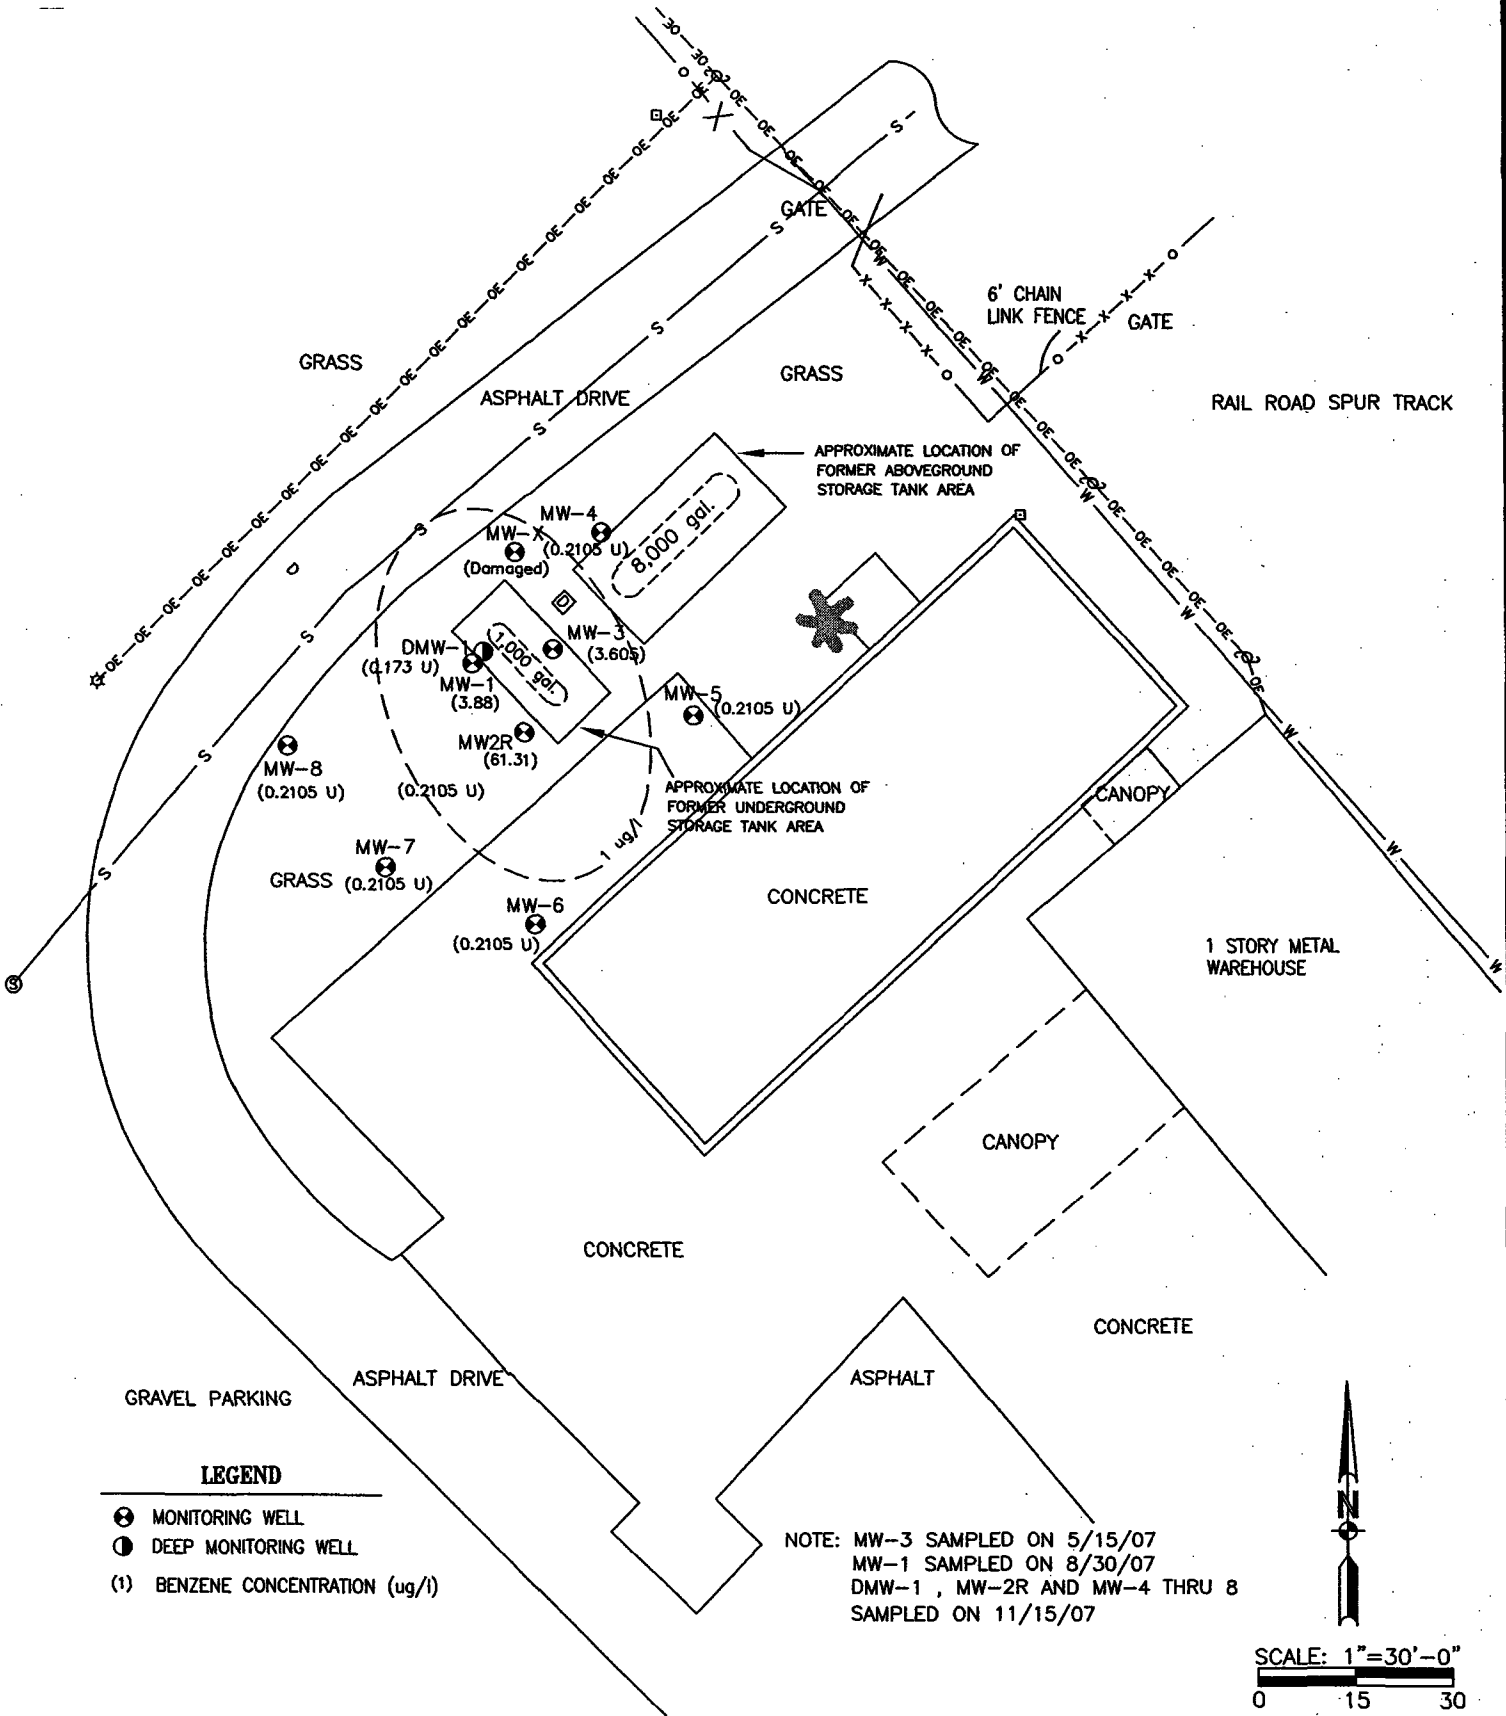 GATE
6' CHAIN
LINK FENCE
GATE
GRASS
GRASS
ASPHALT DRIVE
RAIL ROAD SPUR TRACK
APPROXIMATE LOCATION OF
FORMER ABOVEGROUND
STORAGE TANK AREA
8,000 gal.
MW-4
(0.2105 U)
MW-X
(Damaged)
D
D
1,000 gal.
MW-3
(3.605)
DMW-1
(0.173 U)
MW-1
(3.88)
MW-5
(0.2105 U)
MW2R
(61.31)
MW-8
(0.2105 U)
(0.2105 U)
APPROXIMATE LOCATION OF
FORMER UNDERGROUND
STORAGE TANK AREA
1 ug/l
CANOPY
MW-7
GRASS (0.2105 U)
CONCRETE
MW-6
(0.2105 U)
1 STORY METAL
WAREHOUSE
S
CANOPY
CONCRETE
CONCRETE
ASPHALT DRIVE
ASPHALT
GRAVEL PARKING
LEGEND
MONITORING WELL
DEEP MONITORING WELL
(1) BENZENE CONCENTRATION (ug/l)
NOTE: MW-3 SAMPLED ON 5/15/07
MW-1 SAMPLED ON 8/30/07
DMW-1 , MW-2R AND MW-4 THRU 8
SAMPLED ON 11/15/07
N
SCALE: 1"=30'-0"
0 15 30